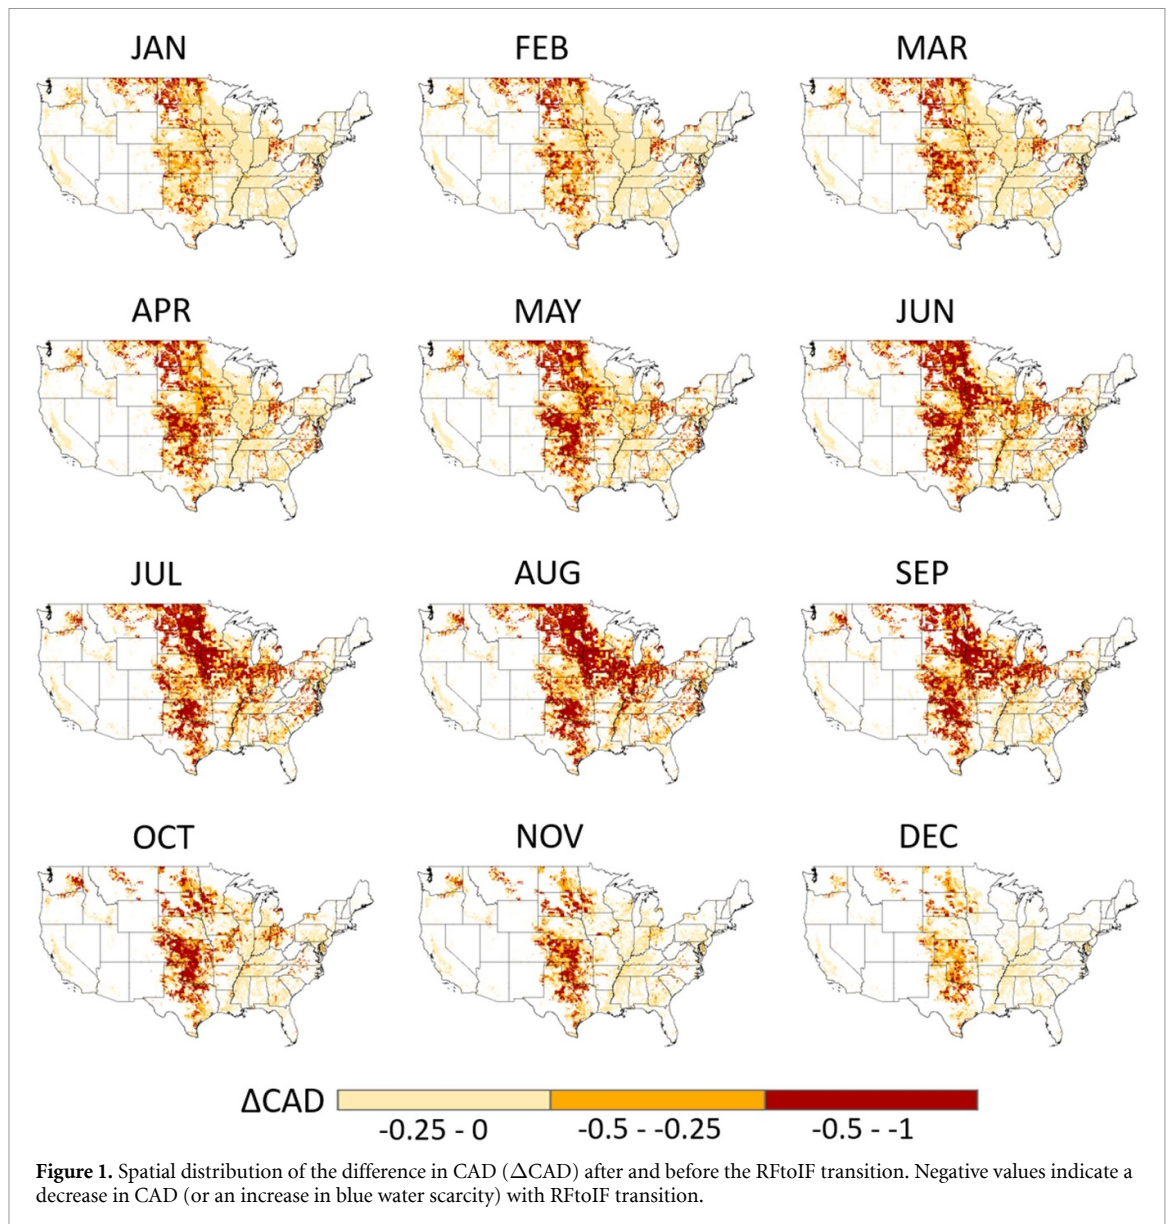 JAN
FEB
MAR
APR
MAY
JUN
JUL
AUG
SEP
OCT
NOV
DEC
ΔCAD
-0.25 - 0
-0.5 - -0.25
-0.5 - -1
Figure 1. Spatial distribution of the difference in CAD (ΔCAD) after and before the RFtoIF transition. Negative values indicate a
decrease in CAD (or an increase in blue water scarcity) with RFtoIF transition.